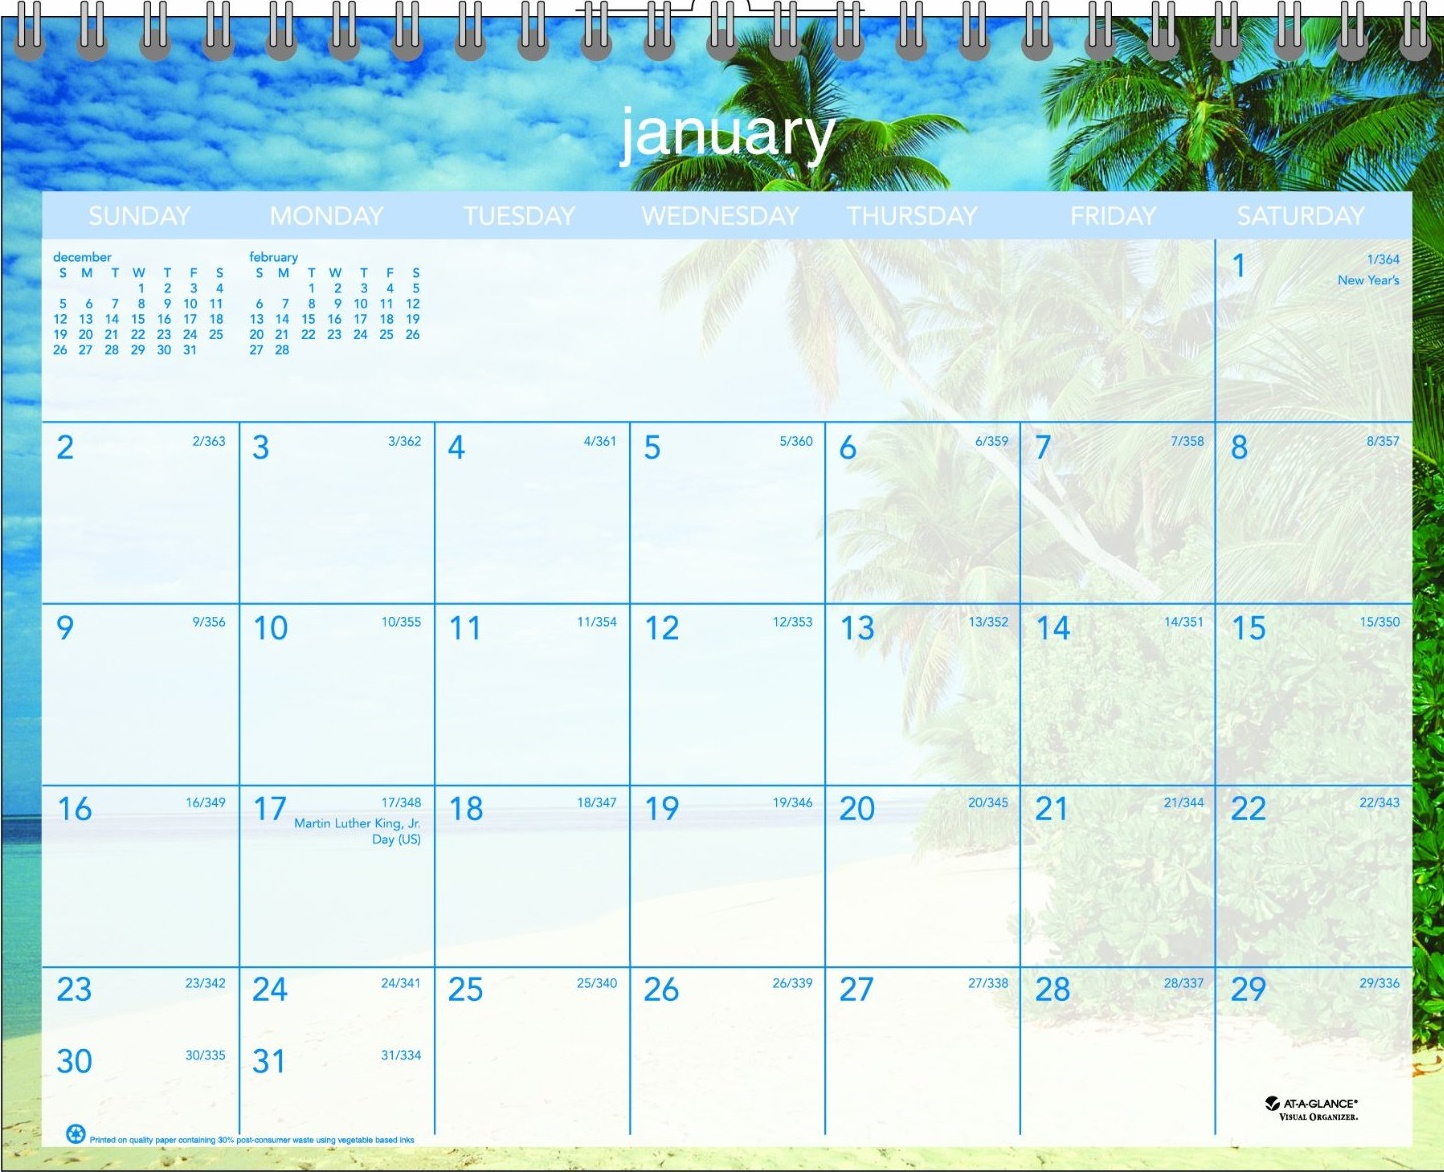 january
SUNDAY MONDAY TUESDAY WEDNESDAY THURSDAY FRIDAY SATURDAY
december
S M T W T F S
1 2 3 4
5 6 7 8 9 10 11
12 13 14 15 16 17 18
19 20 21 22 23 24 25
26 27 28 29 30 31
february
S M T W T F S
1 2 3 4 5
6 7 8 9 10 11 12
13 14 15 16 17 18 19
20 21 22 23 24 25 26
27 28
1 1/364
New Year's
2 2/363 3 3/362 4 4/361 5 5/360 6 6/359 7 7/358 8 8/357
9 9/356 10 10/355 11 11/354 12 12/353 13 13/352 14 14/351 15 15/350
16 16/349 17 17/348 18 18/347 19 19/346 20 20/345 21 21/344 22 22/343
Martin Luther King, Jr.
Day (US)
23 23/342 24 24/341 25 25/340 26 26/339 27 27/338 28 28/337 29 29/336
30 30/335 31 31/334
AT-A-GLANCE®
VISUAL ORGANIZER.
Printed on quality paper containing 30% post-consumer waste using vegetable based inks